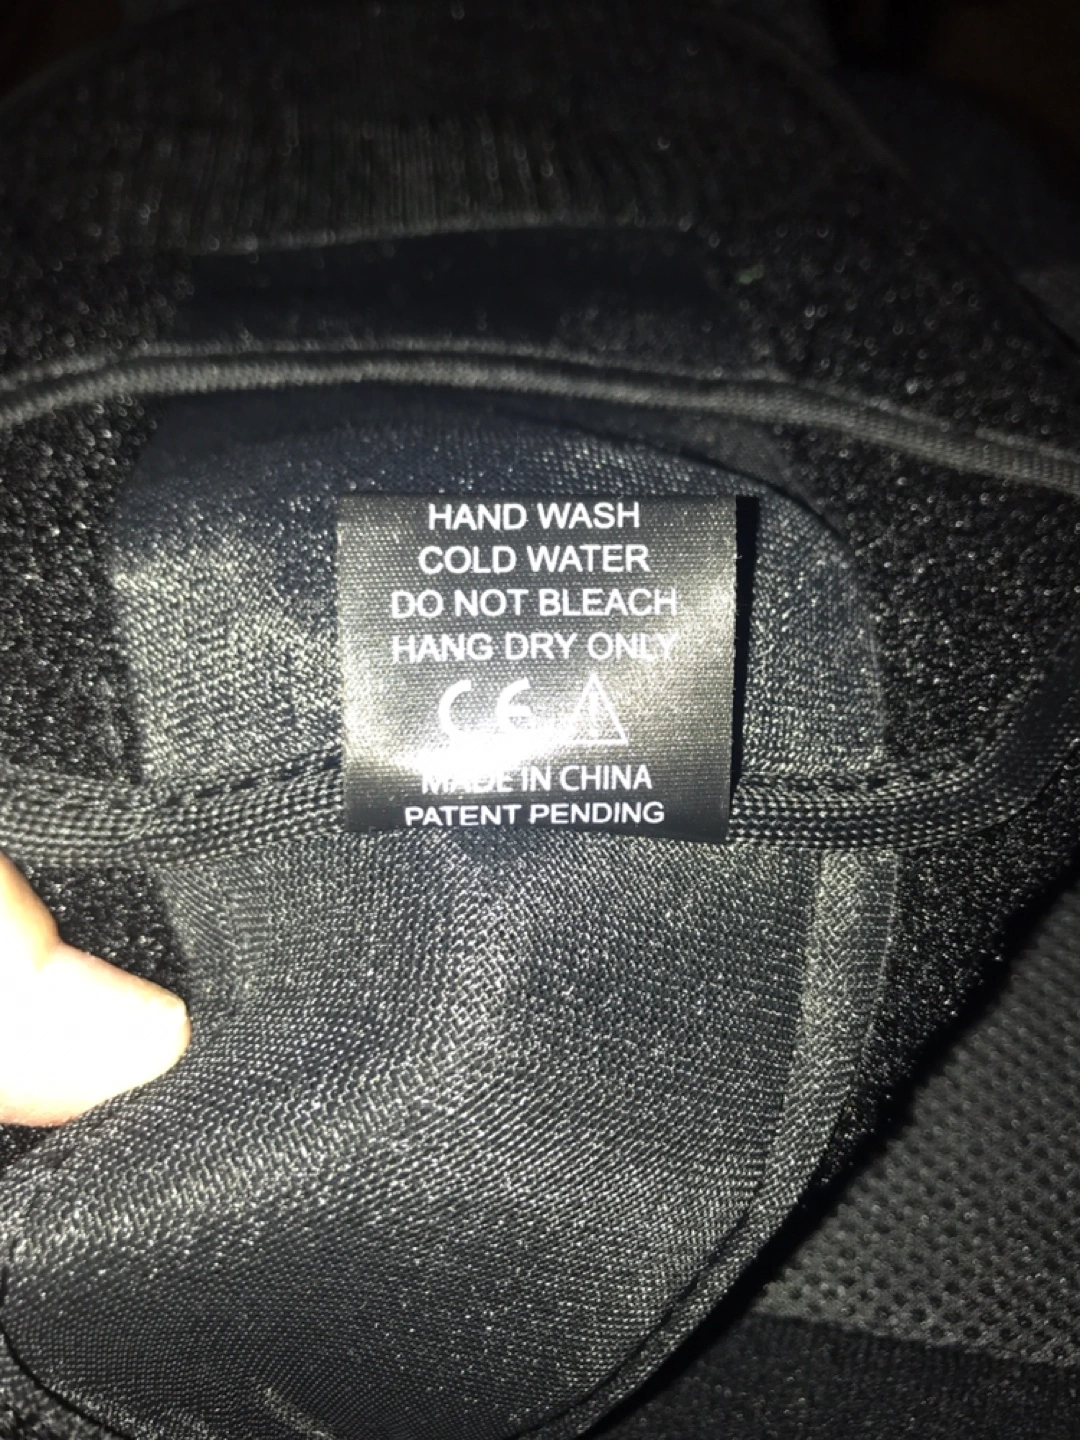 HAND WASH
COLD WATER
DO NOT BLEACH
HANG DRY ONLY
CE
MADE IN CHINA
PATENT PENDING